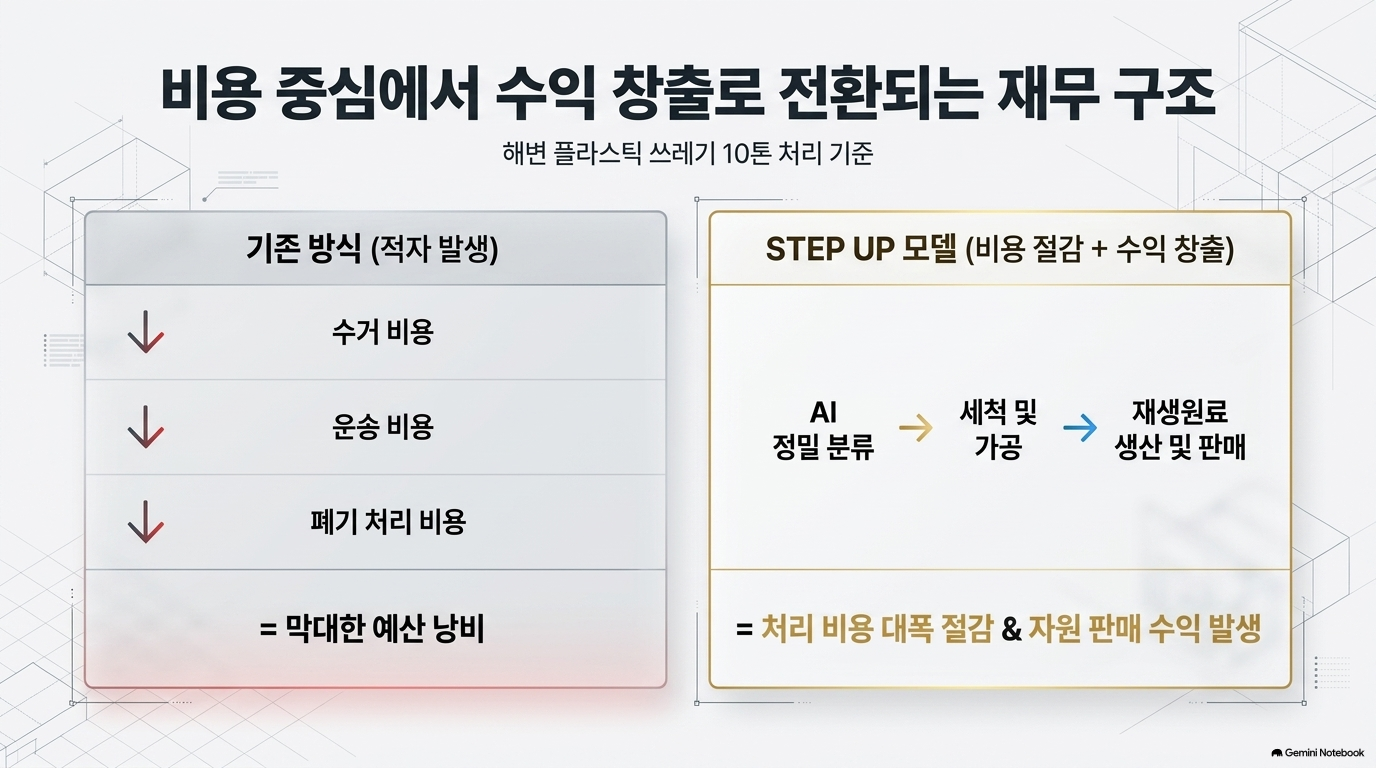 비용 중심에서 수익 창출로 전환되는 재무 구조
해변 플라스틱 쓰레기 10톤 처리 기준
기존 방식 (적자 발생)
수거 비용
운송 비용
폐기 처리 비용
= 막대한 예산 낭비
STEP UP 모델 (비용 절감 + 수익 창출)
AI
정밀 분류
세척 및
가공
재생원료
생산 및 판매
= 처리 비용 대폭 절감 & 자원 판매 수익 발생
Gemini Notebook